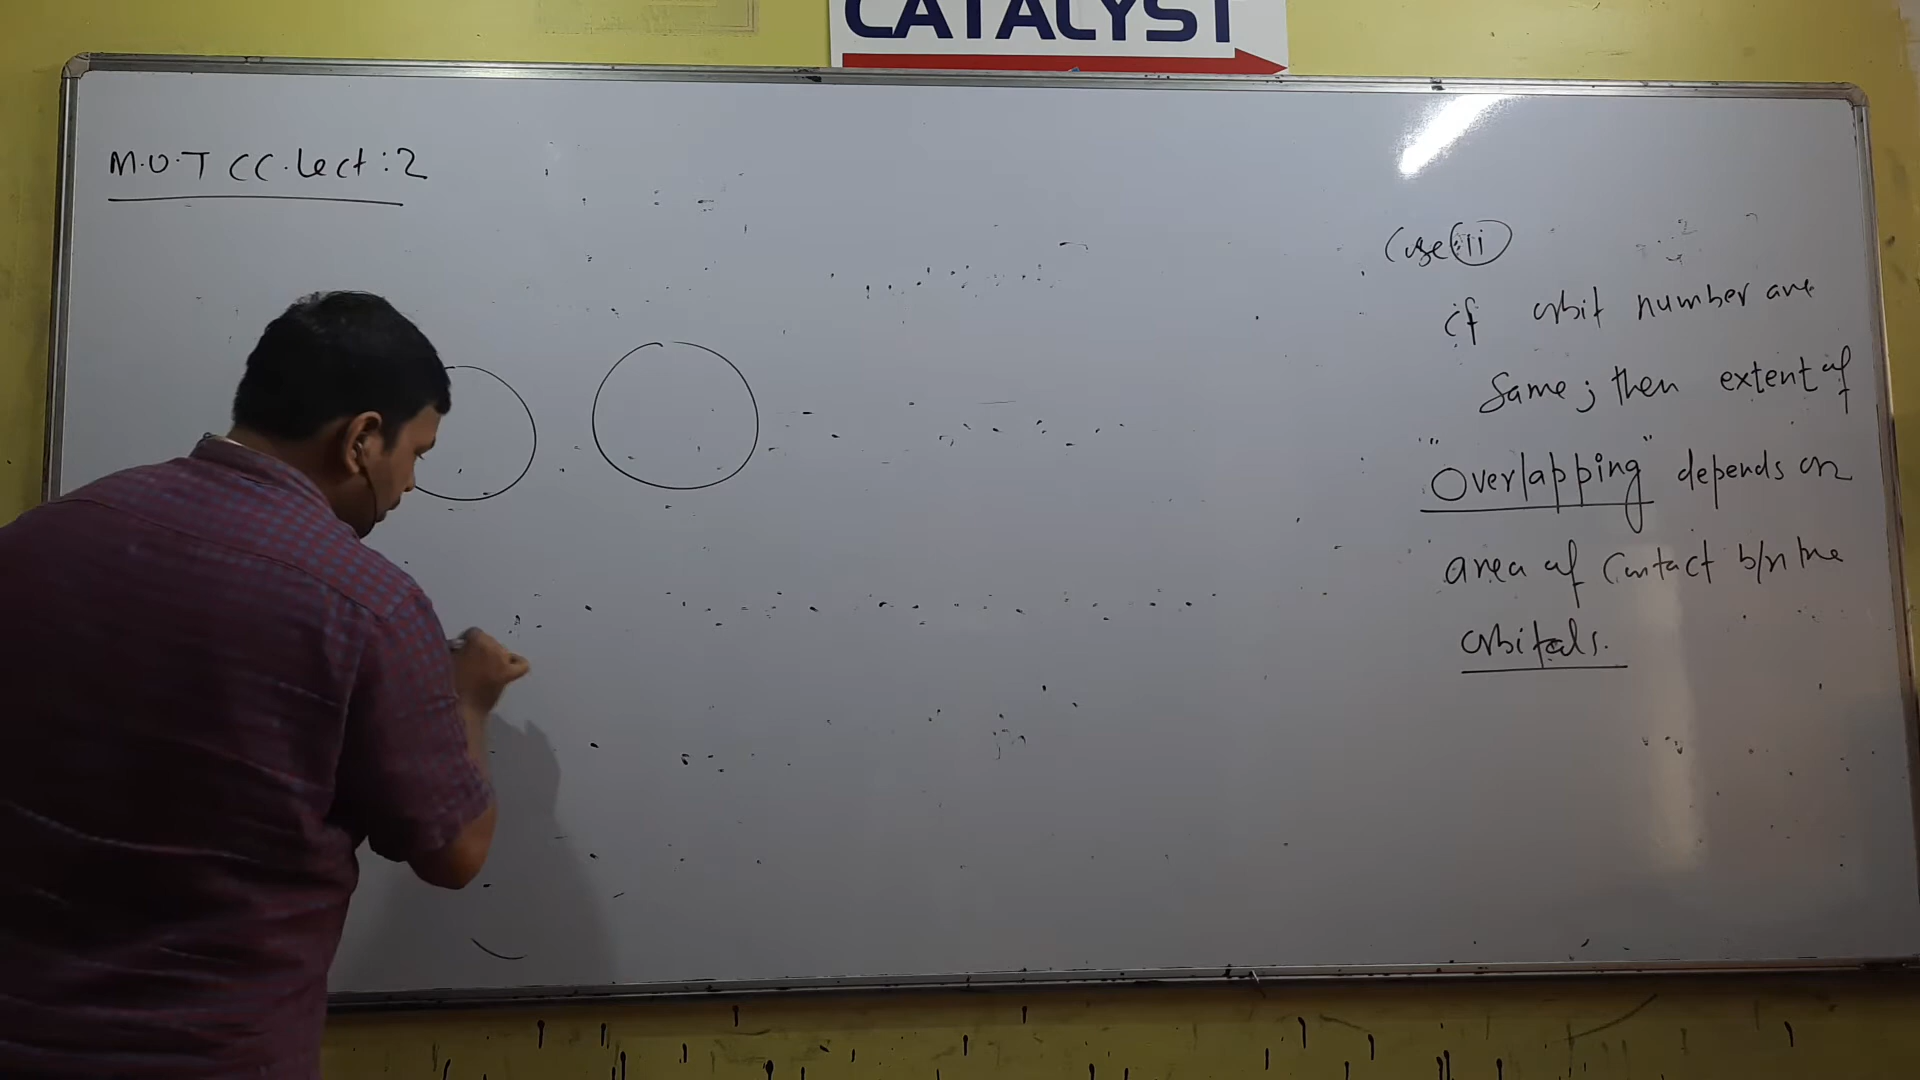 CATALYST
M.O.T CC.Lect:2
Case:ii
if orbit number are
Same; then extent of
"Overlapping" depends on
area of Contact b/n the
orbitals.